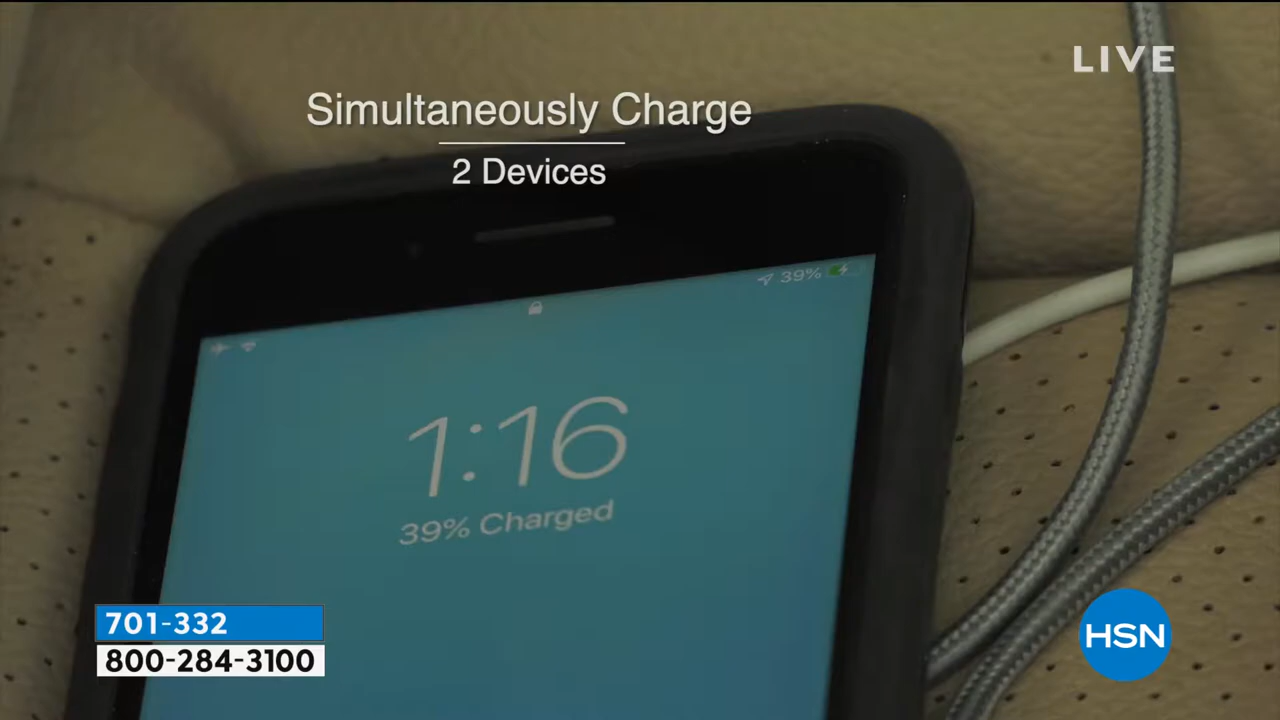 LIVE
Simultaneously Charge
2 Devices
39%
1:16
39% Charged
701-332
800-284-3100
HSN